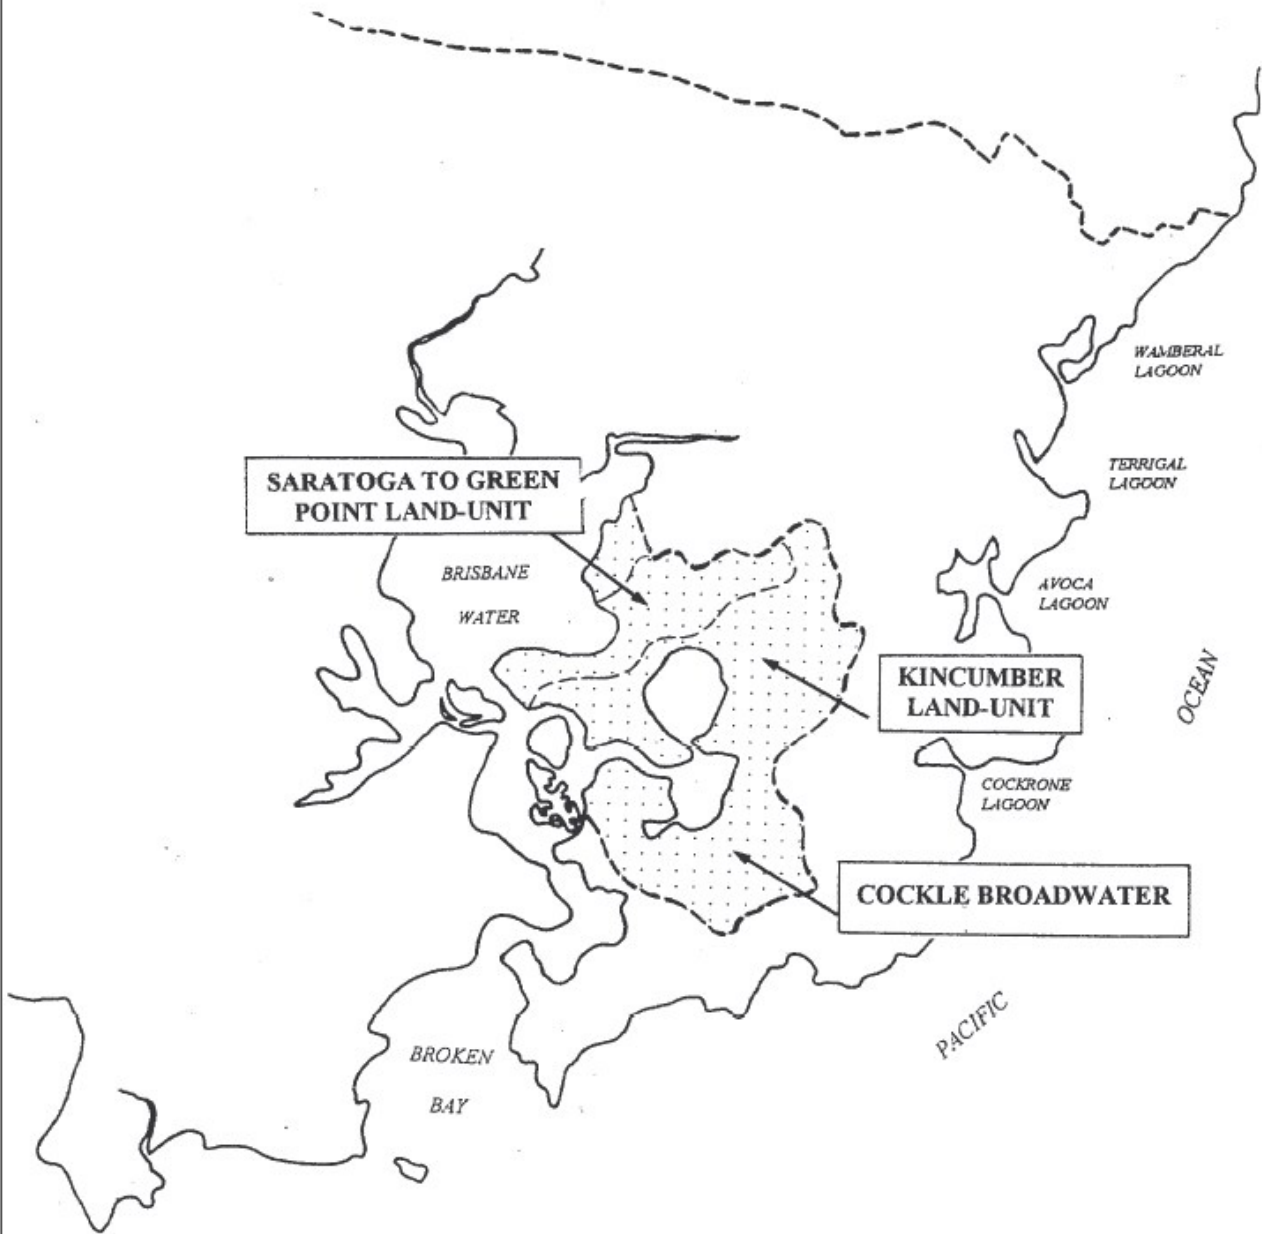 WAMBERAL
LAGOON
TERRIGAL
LAGOON
SARATOGA TO GREEN
POINT LAND-UNIT
BRISBANE
WATER
AVOCA
LAGOON
KINCUMBER
LAND-UNIT
OCEAN
COCKRONE
LAGOON
COCKLE BROADWATER
PACIFIC
BROKEN
BAY